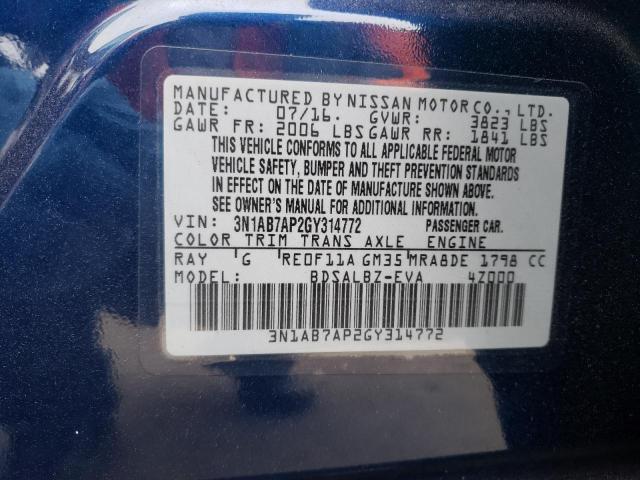 MANUFACTURED BY NISSAN MOTOR CO., LTD.
DATE: 07/16. GVWR: 3823 LBS
GAWR FR: 2006 LBS GAWR RR: 1841 LBS
THIS VEHICLE CONFORMS TO ALL APPLICABLE FEDERAL MOTOR
VEHICLE SAFETY, BUMPER AND THEFT PREVENTION STANDARDS
IN EFFECT ON THE DATE OF MANUFACTURE SHOWN ABOVE.
SEE OWNER'S MANUAL FOR ADDITIONAL INFORMATION.
VIN: 3N1AB7AP2GY314772 PASSENGER CAR.
COLOR TRIM TRANS AXLE ENGINE
RAY 'G 'RE0F11A GM35 'MRA8DE 1798 CC
MODEL: BDSALBZ-EVA 4Z000
3N1AB7AP2GY314772